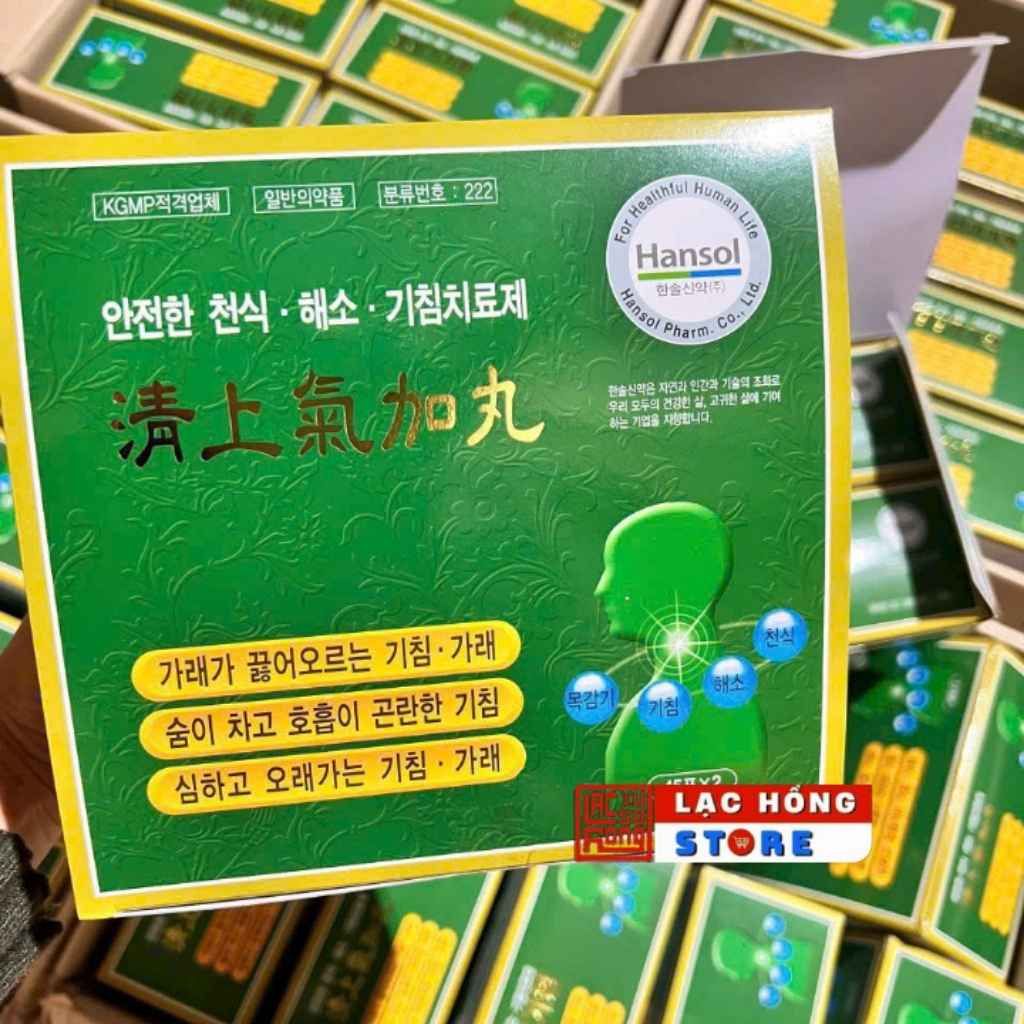 KGMP적격업체
일반의약품
분류번호 : 222
For Healthful Human Life
Hansol
한솔신약(주)
Hansol Pharm. Co., Ltd.
안전한 천식·해소·기침치료제
淸上氣加丸
한솔신약은 자연과 인간과 기술의 조화로
우리 모두의 건강한 삶, 고귀한 삶에 기여
하는 기업을 지향합니다.
천식
해소
기침
목감기
가래가 끓어오르는 기침·가래
숨이 차고 호흡이 곤란한 기침
심하고 오래가는 기침·가래
LẠC HỒNG
STORE